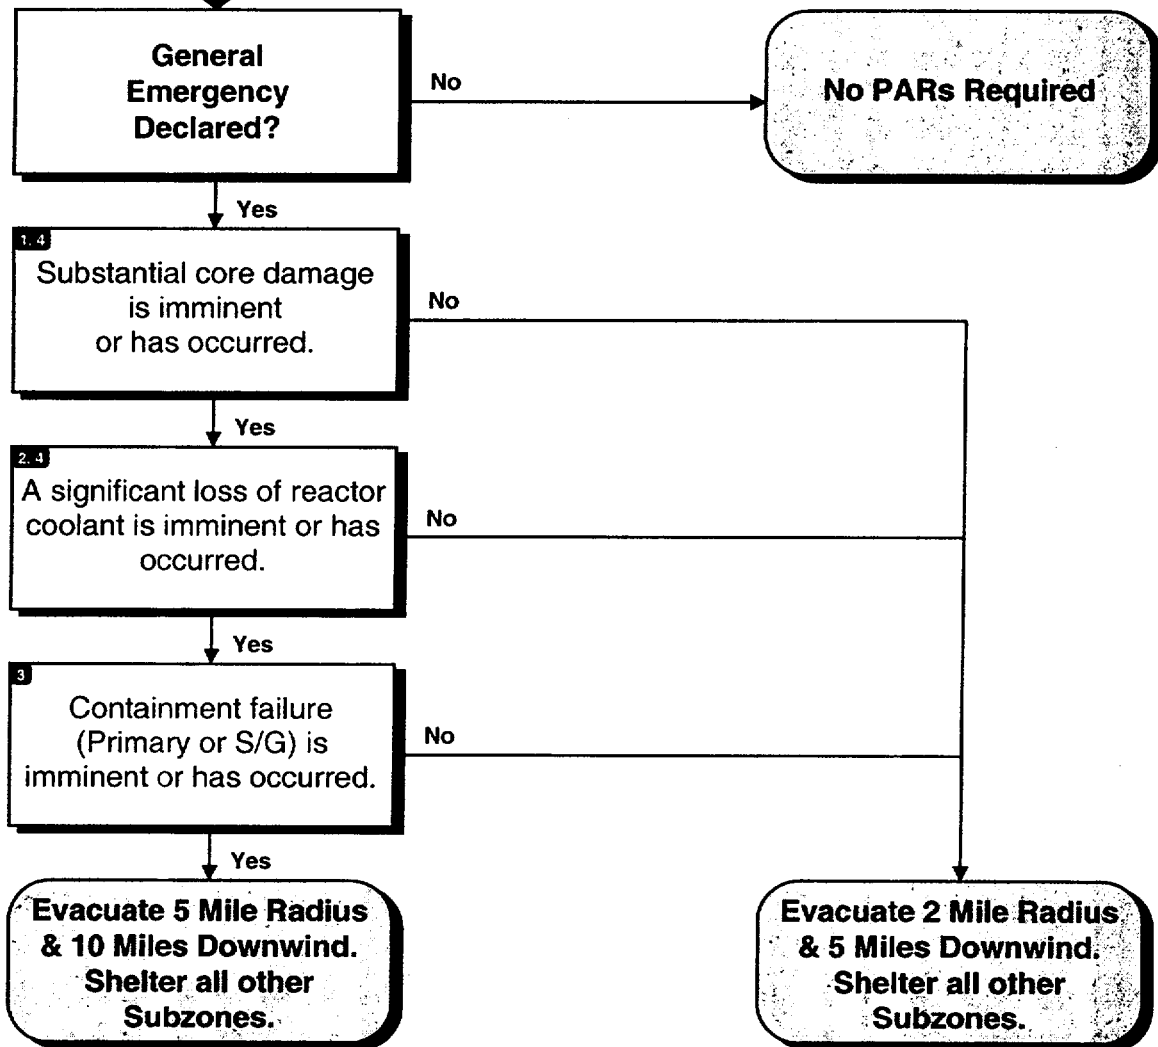 General
Emergency
Declared?
No
No PARs Required
Yes
1. 4
Substantial core damage
is imminent
or has occurred.
No
Yes
2. 4
A significant loss of reactor
coolant is imminent or has
occurred.
No
Yes
3
Containment failure
(Primary or S/G) is
imminent or has occurred.
No
Yes
Evacuate 5 Mile Radius
& 10 Miles Downwind.
Shelter all other
Subzones.
Evacuate 2 Mile Radius
& 5 Miles Downwind.
Shelter all other
Subzones.